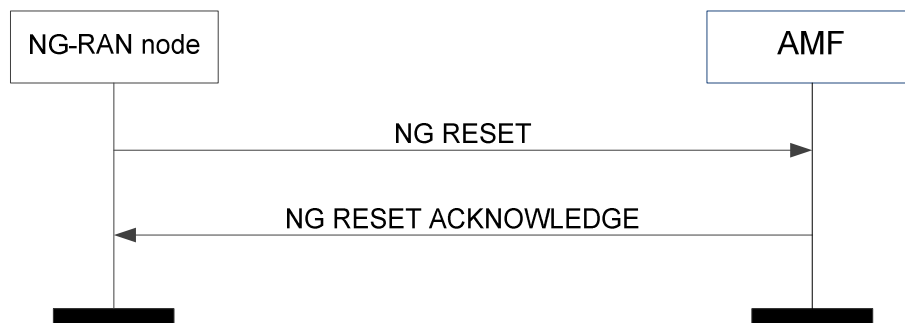 NG-RAN node
AMF
NG RESET
NG RESET ACKNOWLEDGE